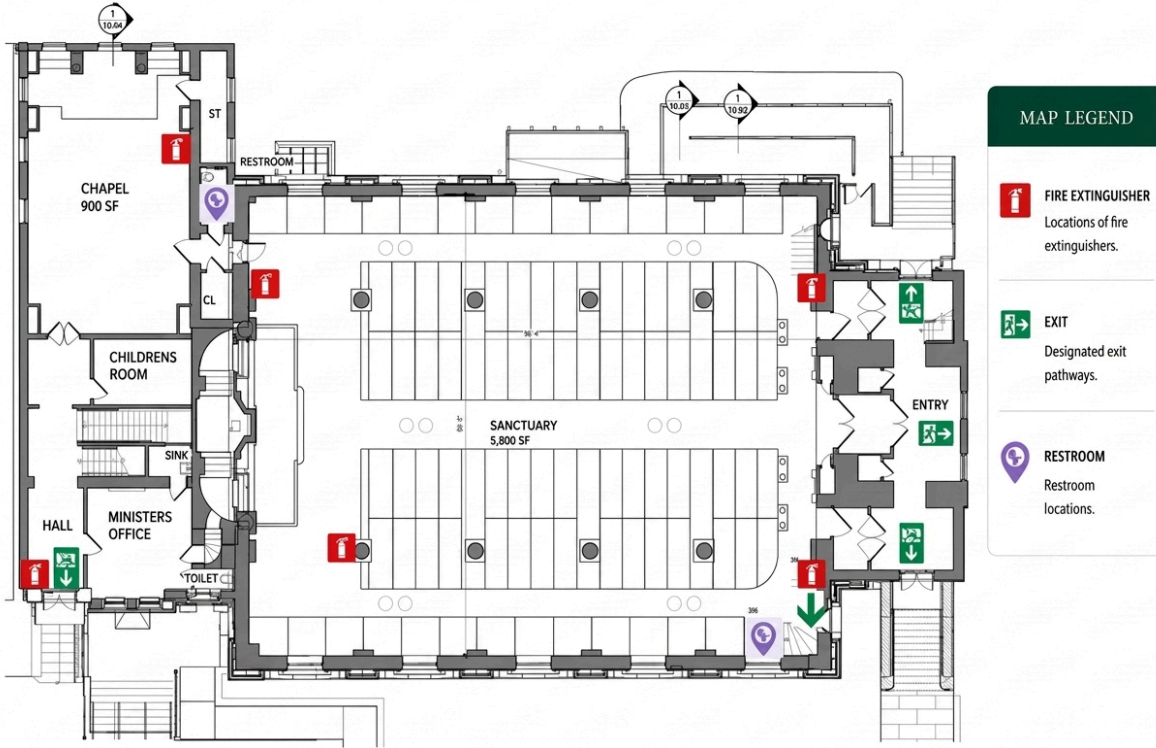 1
10.04
ST
RESTROOM
CHAPEL
900 SF
CL
CHILDRENS
ROOM
SINK
HALL
MINISTERS
OFFICE
TOILET
1
10.08
1
10.92
SANCTUARY
5,800 SF
396
ENTRY
MAP LEGEND
FIRE EXTINGUISHER
Locations of fire
extinguishers.
EXIT
Designated exit
pathways.
RESTROOM
Restroom
locations.